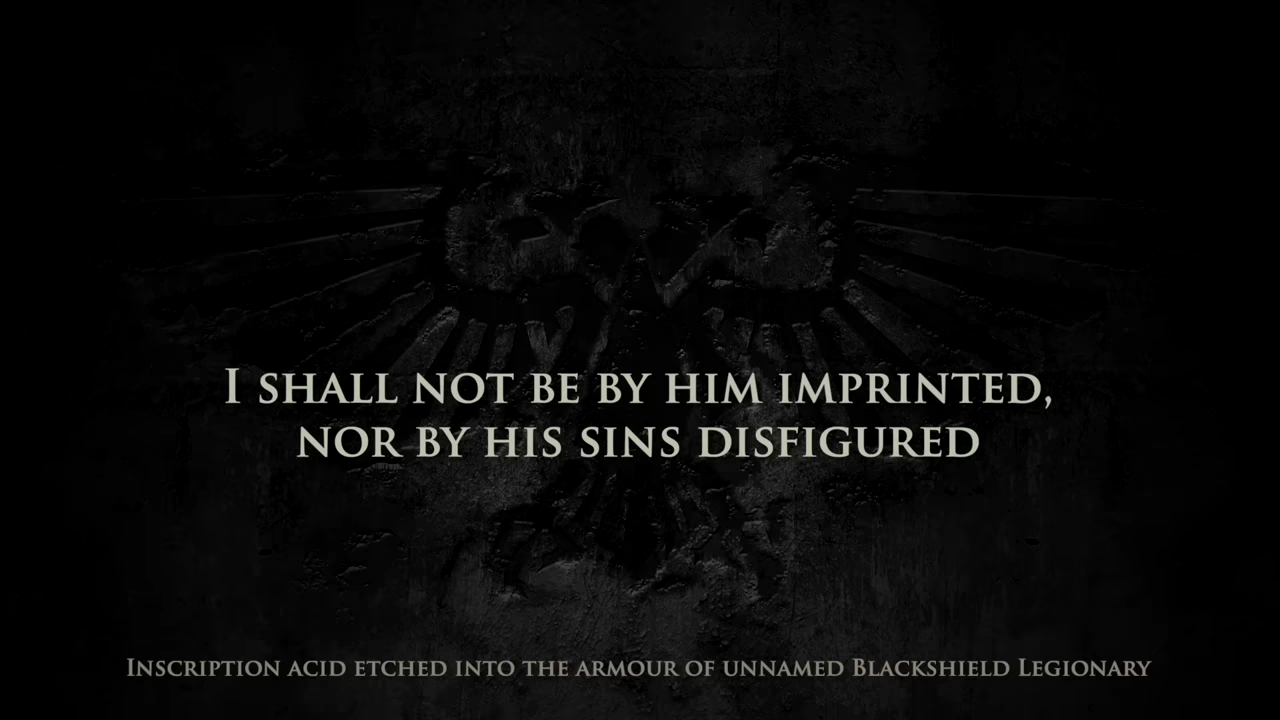 I SHALL NOT BE BY HIM IMPRINTED,
NOR BY HIS SINS DISFIGURED
INSCRIPTION ACID ETCHED INTO THE ARMOUR OF UNNAMED BLACKSHIELD LEGIONARY